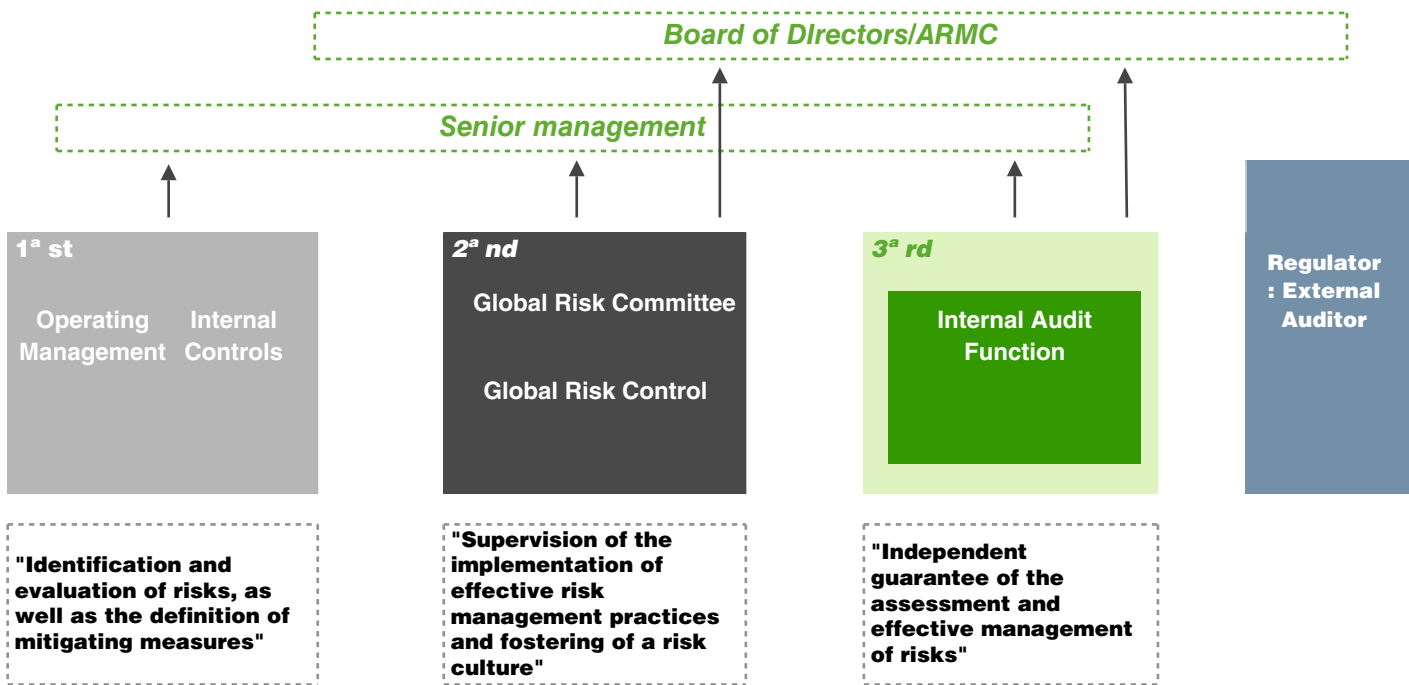 Board of DIrectors/ARMC
Senior management
1ª st
Operating
Management
Internal
Controls
2ª nd
Global Risk Committee
Global Risk Control
3ª rd
Internal Audit
Function
Regulator
: External
Auditor
"Identification and
evaluation of risks, as
well as the definition of
mitigating measures"
"Supervision of the
implementation of
effective risk
management practices
and fostering of a risk
culture"
"Independent
guarantee of the
assessment and
effective management
of risks"